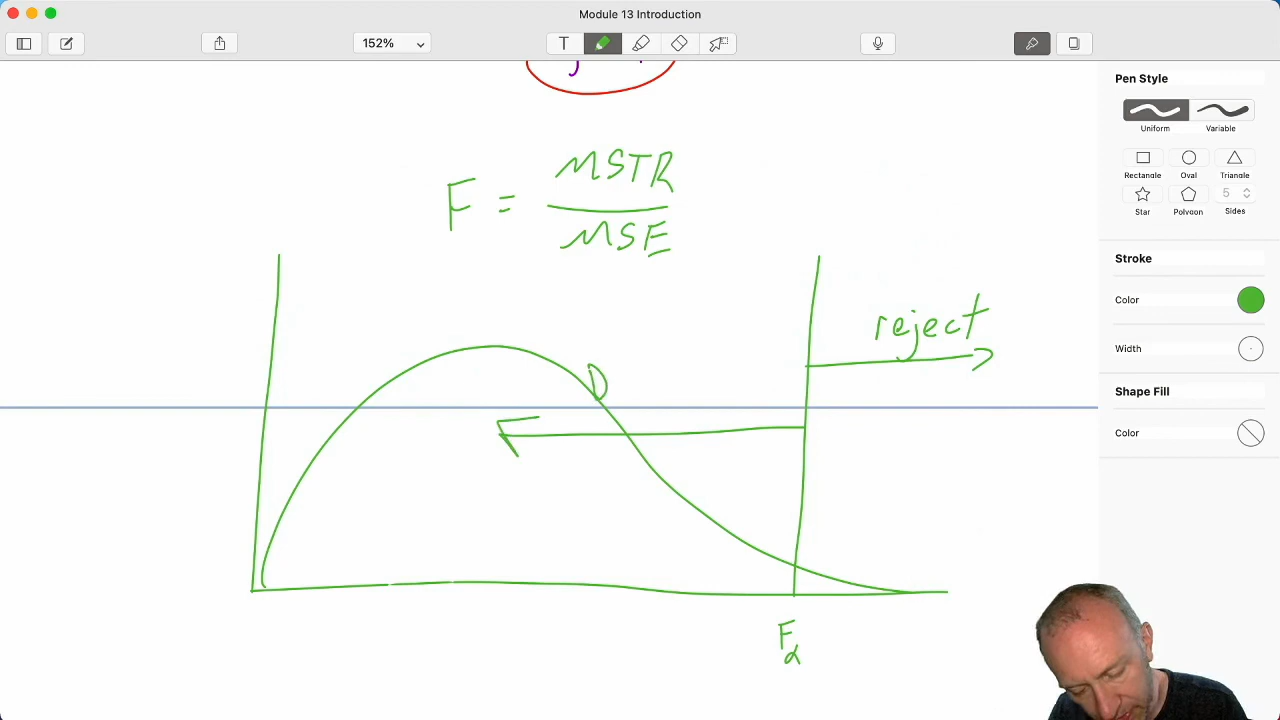 Module 13 Introduction
152%
T
Pen Style
Uniform
Variable
Rectangle
Oval
Triangle
Star
Polygon
5
Sides
Stroke
Color
Width
Shape Fill
Color
F = MSTR
MSE
reject
D
Fα